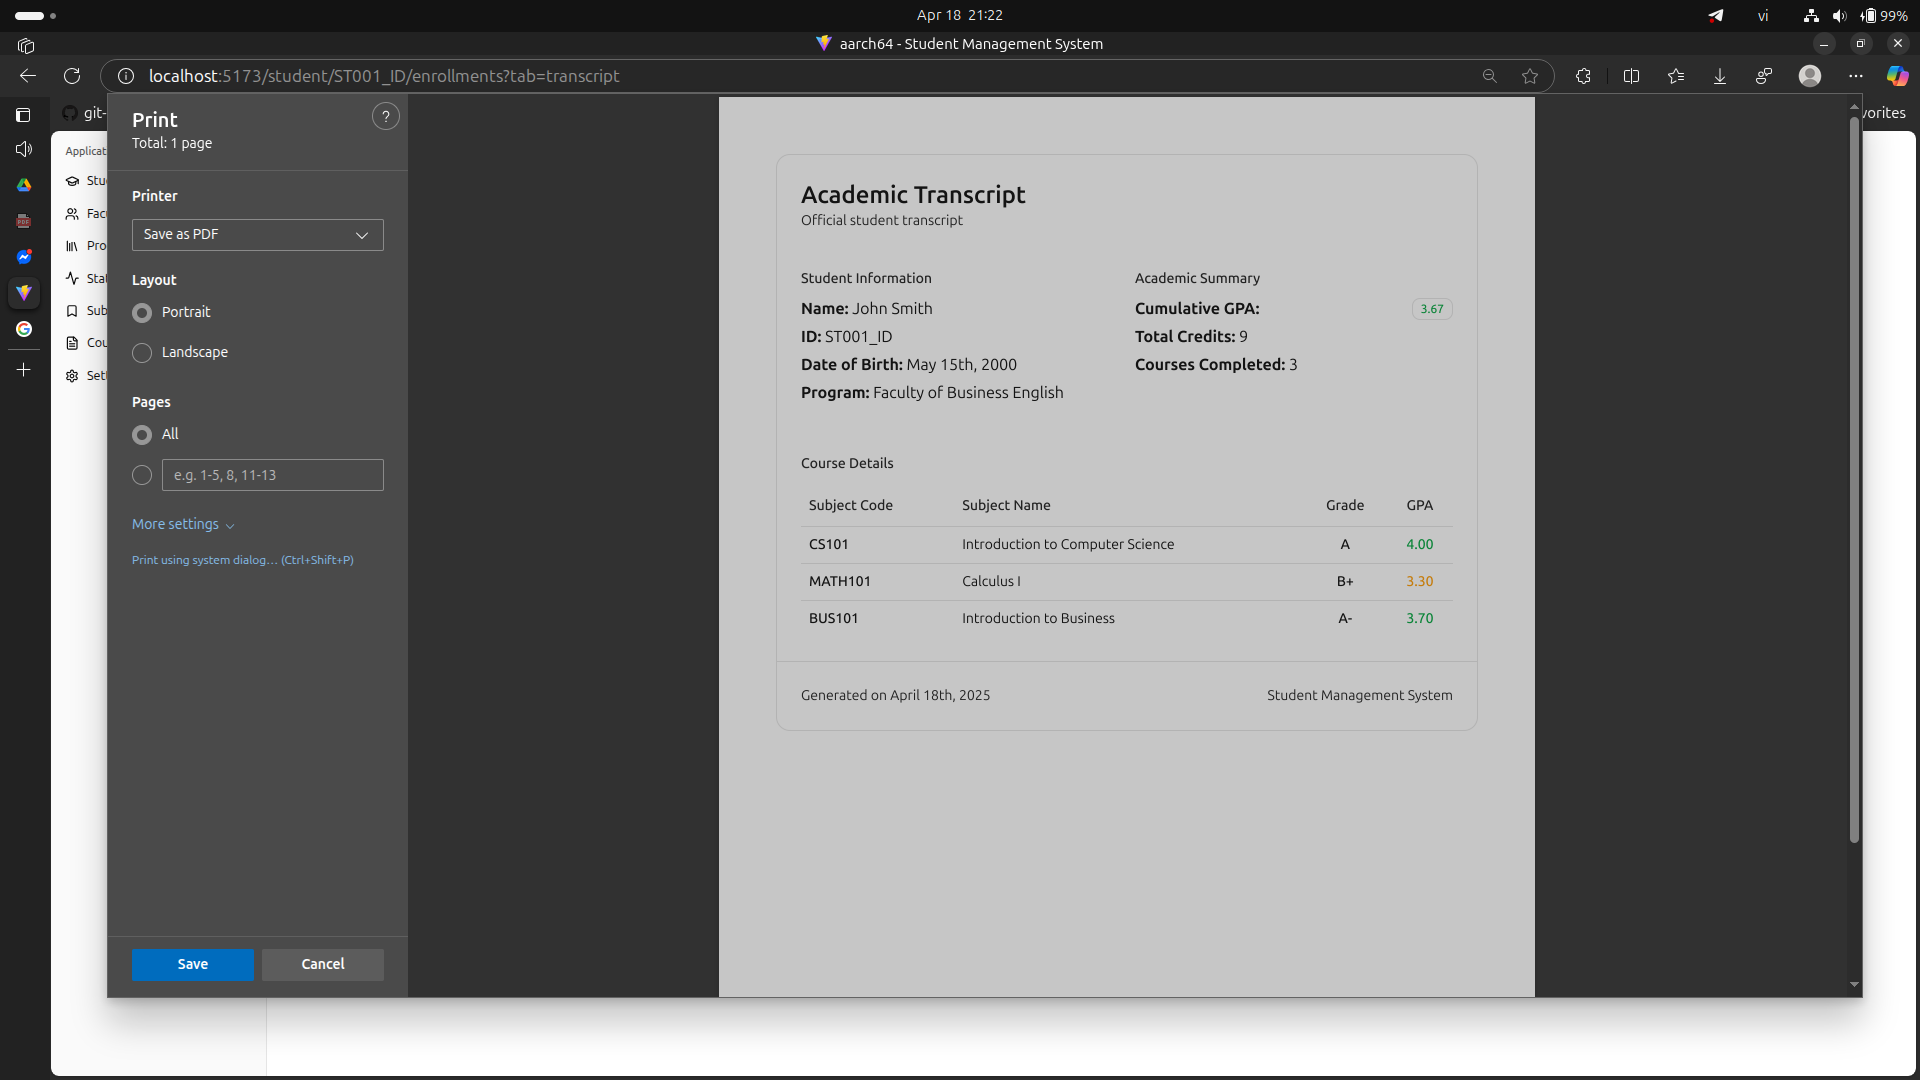 Apr 18 21:22
vi
99%
aarch64 - Student Management System
localhost:5173/student/ST001_ID/enrollments?tab=transcript
git-
vorites
Applicat
Stu
Facu
Pro
Stat
Sub
Cou
Sett
Print
Total: 1 page
?
Printer
Save as PDF
Layout
Portrait
Landscape
Pages
All
e.g. 1-5, 8, 11-13
More settings
Print using system dialog... (Ctrl+Shift+P)
Save
Cancel
Academic Transcript
Official student transcript
Student Information
Name: John Smith
ID: ST001_ID
Date of Birth: May 15th, 2000
Program: Faculty of Business English
Academic Summary
Cumulative GPA: 3.67
Total Credits: 9
Courses Completed: 3
Course Details
Subject Code Subject Name Grade GPA
CS101 Introduction to Computer Science A 4.00
MATH101 Calculus I B+ 3.30
BUS101 Introduction to Business A- 3.70
Generated on April 18th, 2025
Student Management System